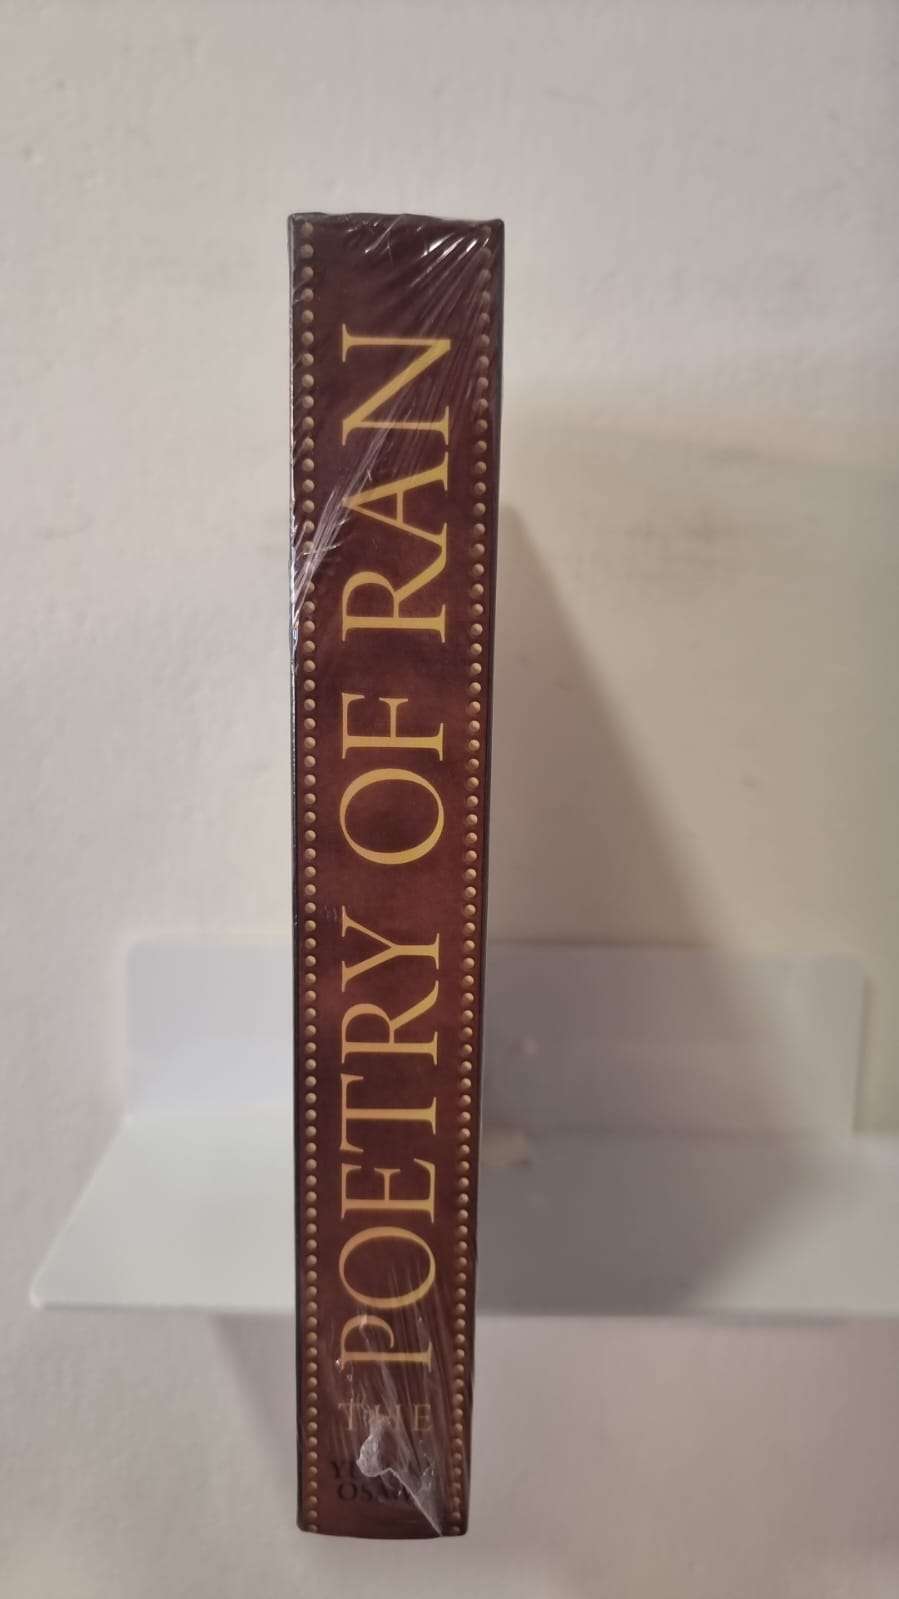 THE
POETRY OF RAN